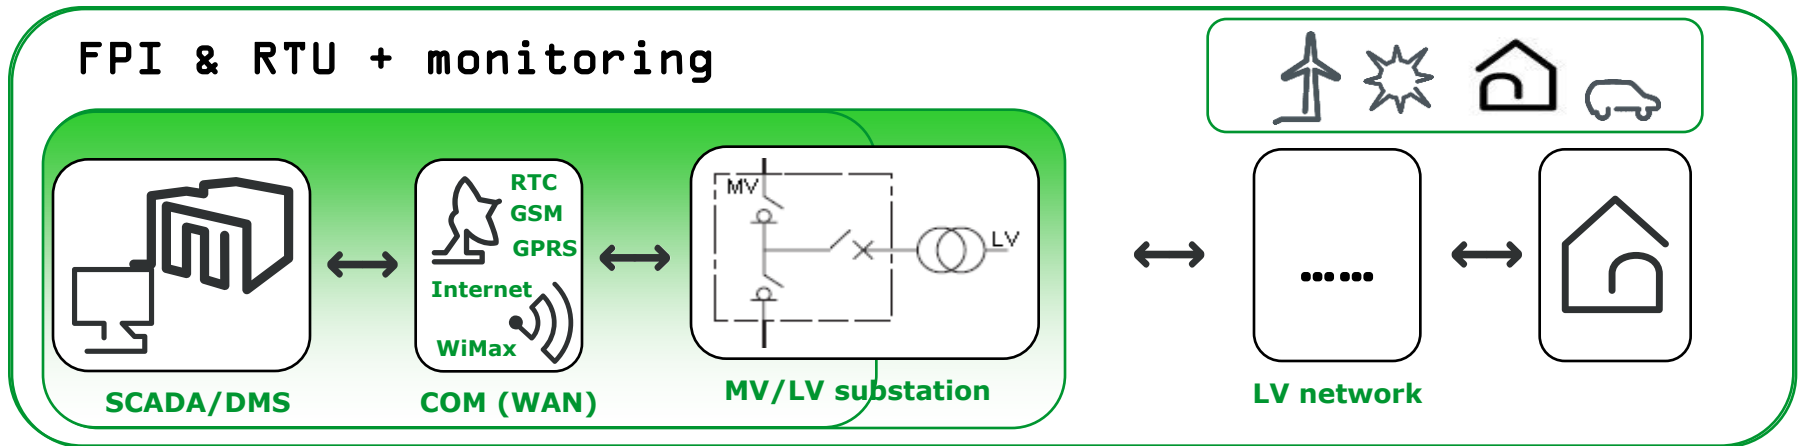 FPI & RTU + monitoring
RTC
GSM
GPRS
Internet
WiMax
MV
LV
......
SCADA/DMS
COM (WAN)
MV/LV substation
LV network